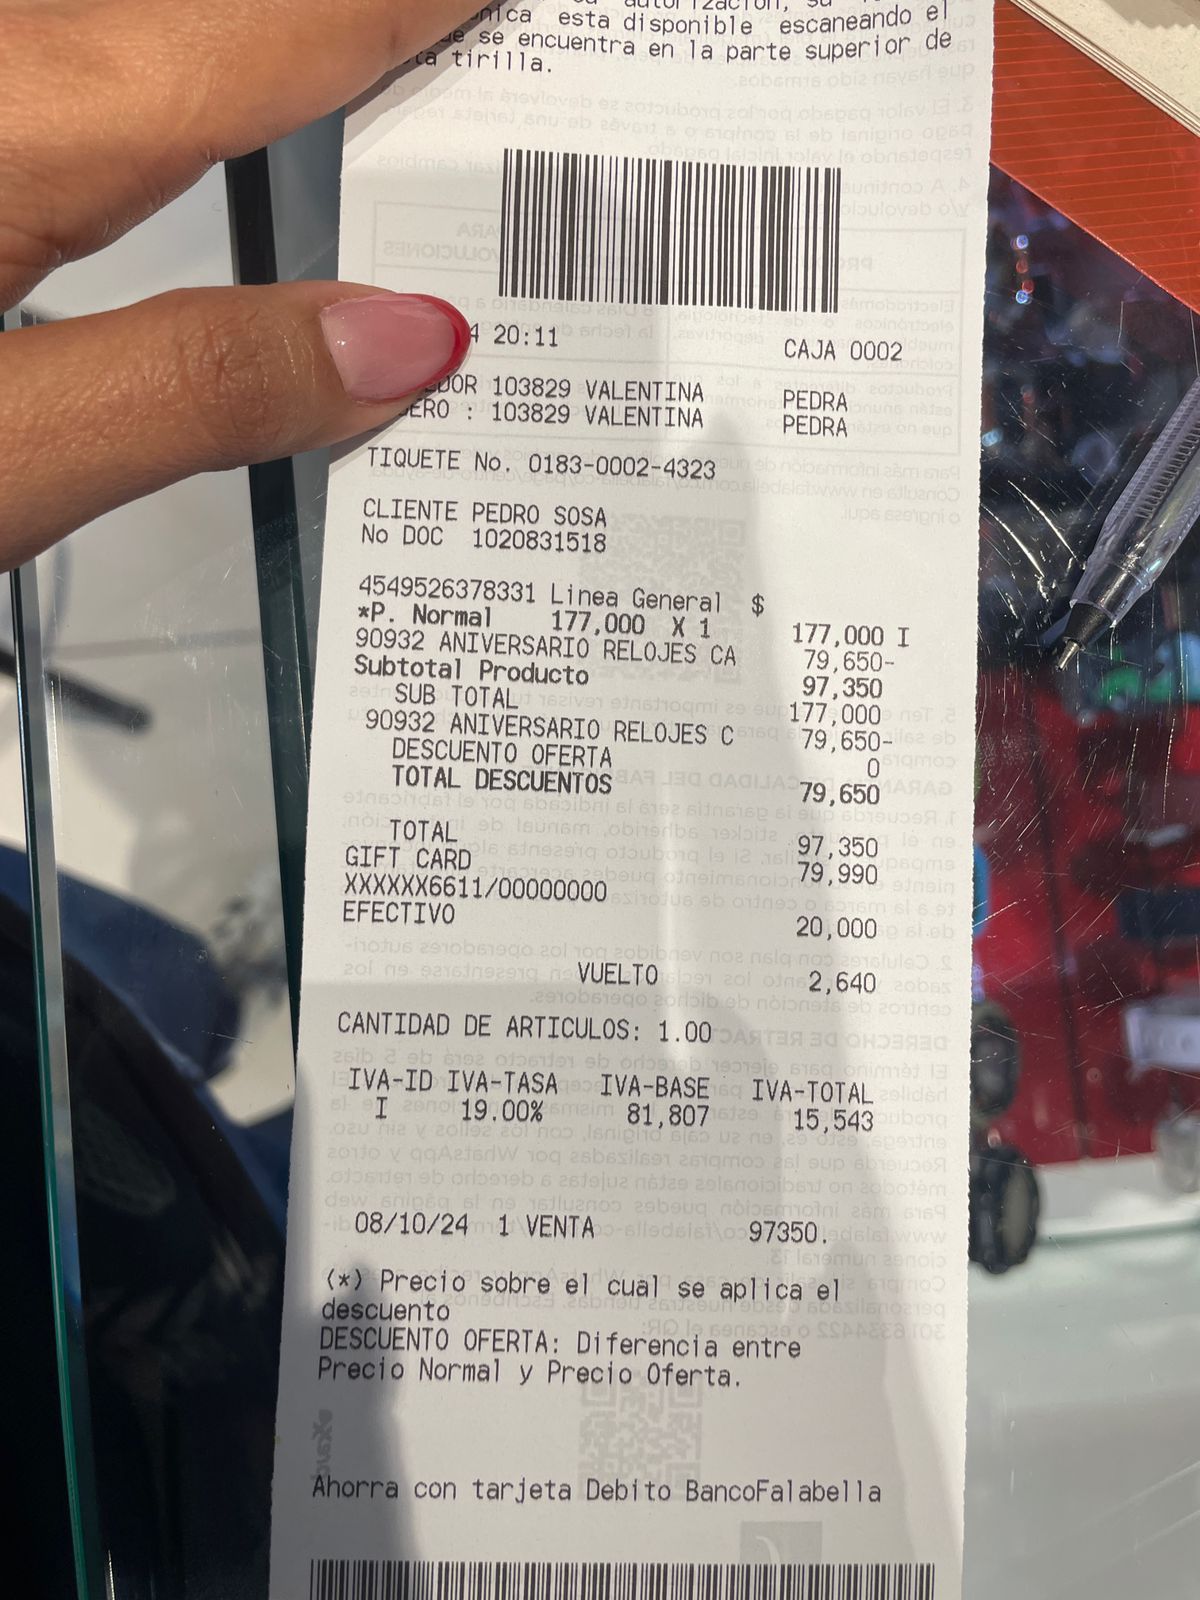 esta disponible escaneando el
se encuentra en la parte superior de
tirilla.
4 20:11 CAJA 0002
103829 VALENTINA PEDRA
: 103829 VALENTINA PEDRA
TIQUETE No. 0183-0002-4323
CLIENTE PEDRO SOSA
No DOC 1020831518
4549526378331 Linea General $
*P. Normal 177,000 X 1 177,000 I
90932 ANIVERSARIO RELOJES CA 79,650-
Subtotal Producto 97,350
SUB TOTAL 177,000
90932 ANIVERSARIO RELOJES C 79,650-
DESCUENTO OFERTA 0
TOTAL DESCUENTOS 79,650
TOTAL 97,350
GIFT CARD 79,990
XXXXXX6611/00000000
EFECTIVO 20,000
VUELTO 2,640
CANTIDAD DE ARTICULOS: 1.00
IVA-ID IVA-TASA IVA-BASE IVA-TOTAL
I 19.00% 81,807 15,543
08/10/24 1 VENTA 97350.
(*) Precio sobre el cual se aplica el
descuento
DESCUENTO OFERTA: Diferencia entre
Precio Normal y Precio Oferta.
Ahorra con tarjeta Debito BancoFalabella